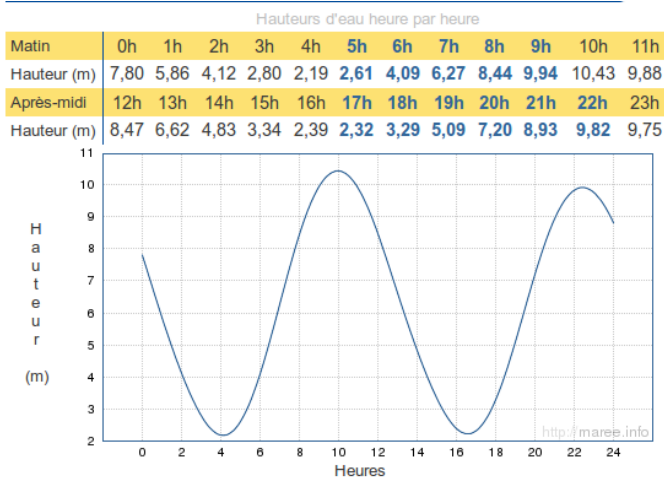 Hauteurs d'eau heure par heure
Matin 0h 1h 2h 3h 4h 5h 6h 7h 8h 9h 10h 11h
Hauteur (m) 7,80 5,86 4,12 2,80 2,19 2,61 4,09 6,27 8,44 9,94 10,43 9,88
Après-midi 12h 13h 14h 15h 16h 17h 18h 19h 20h 21h 22h 23h
Hauteur (m) 8,47 6,62 4,83 3,34 2,39 2,32 3,29 5,09 7,20 8,93 9,82 9,75
11
10
9
8
7
6
5
4
3
2
Hauteur
(m)
http://maree.info
0 2 4 6 8 10 12 14 16 18 20 22 24
Heures